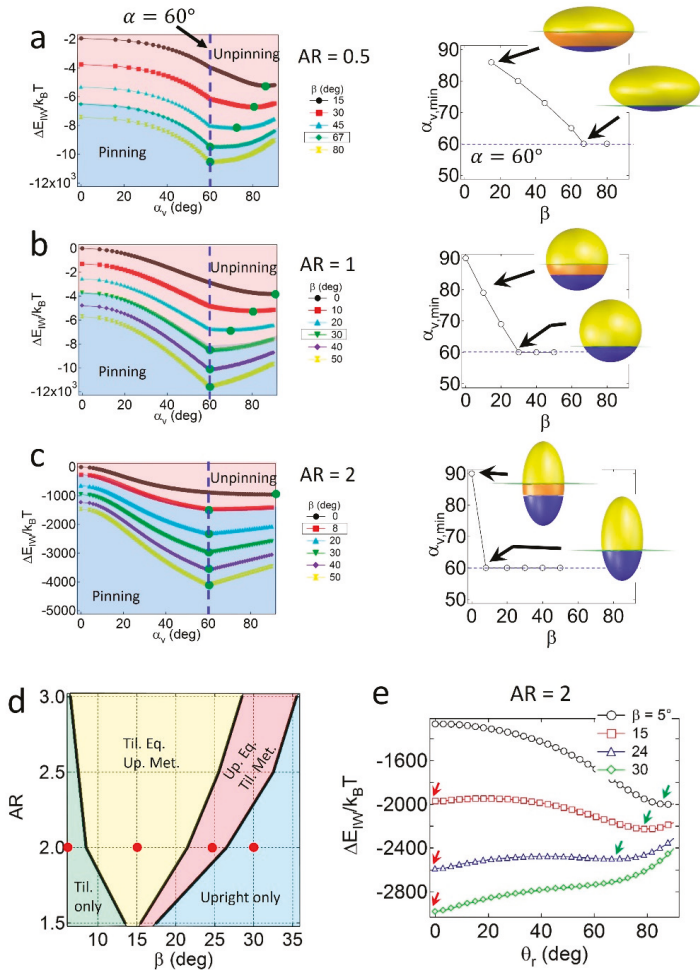 α = 60°
a
Unpinning
Pinning
ΔE_IW/k_BT
-2
-4
-6
-8
-10
-12x10³
0 20 40 60 80
α_v (deg)
AR = 0.5
β (deg)
15
30
45
67
80
α_v,min
90
80
70
60
50
α = 60°
0 20 40 60 80
β
b
Unpinning
Pinning
ΔE_IW/k_BT
0
-2
-4
-6
-8
-12x10³
0 20 40 60 80
α_v (deg)
AR = 1
β (deg)
0
10
20
30
40
50
α_v,min
90
80
70
60
50
0 20 40 60 80
β
c
Unpinning
Pinning
ΔE_IW/k_BT
0
-1000
-2000
-3000
-4000
-5000
0 20 40 60 80
α_v (deg)
AR = 2
β (deg)
0
8
20
30
40
50
α_v,min
90
80
70
60
50
0 20 40 60 80
β
d
AR
3.0
2.5
2.0
1.5
Til. Eq.
Up. Met.
Up. Eq.
Til. Met.
Til.
only
Upright only
10 15 20 25 30 35
β (deg)
e
AR = 2
β = 5°
15
24
30
ΔE_IW/k_BT
-1600
-2000
-2400
-2800
0 20 40 60 80
θ_r (deg)